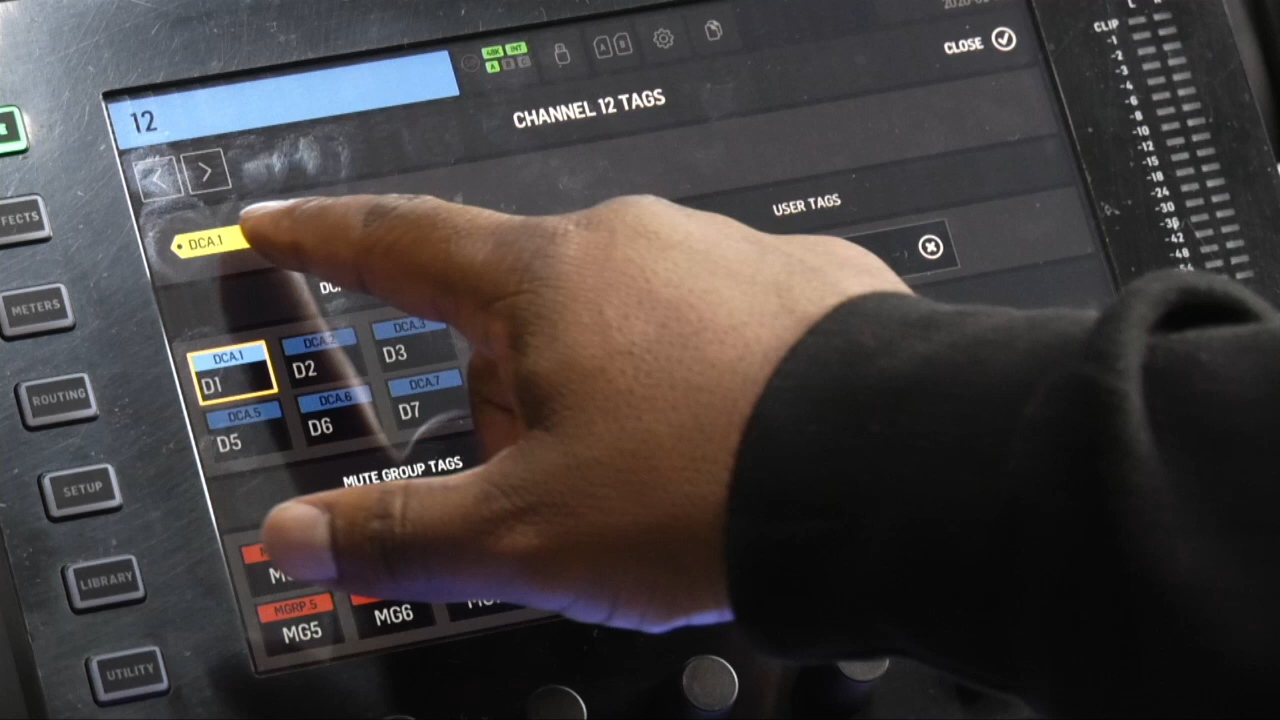 12
48K INT
A B C
A B
CLOSE
CHANNEL 12 TAGS
USER TAGS
DCA.1
DCA.1 DCA.2 DCA.3
D1 D2 D3
DCA.5 DCA.6 DCA.7
D5 D6 D7
MUTE GROUP TAGS
MGRP.5
MG5 MG6
FECTS
METERS
ROUTING
SETUP
LIBRARY
UTILITY
CLIP
-1
-2
-3
-4
-6
-8
-10
-12
-15
-18
-24
-30
-36
-42
-48
-54